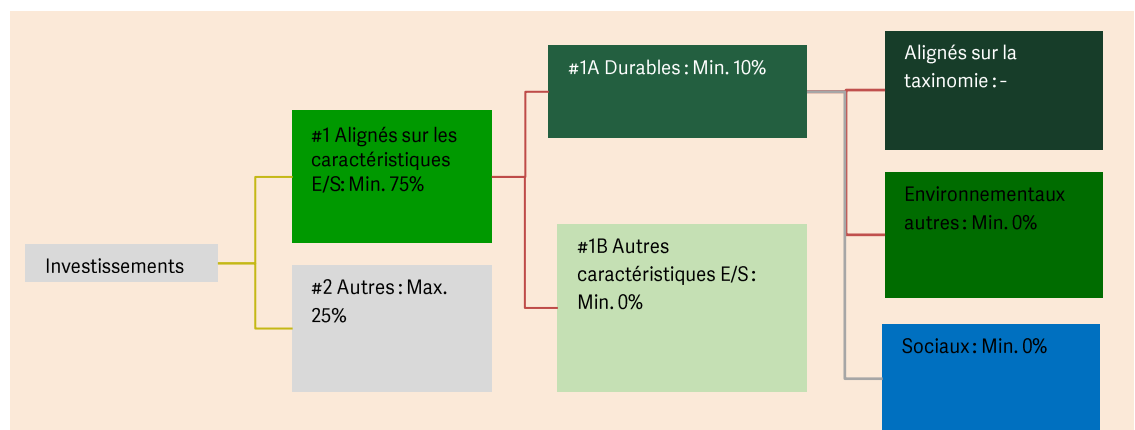 Investissements
#1 Alignés sur les
caractéristiques
E/S: Min. 75%
#2 Autres : Max.
25%
#1A Durables : Min. 10%
#1B Autres
caractéristiques E/S :
Min. 0%
Alignés sur la
taxinomie : -
Environnementaux
autres : Min. 0%
Sociaux : Min. 0%